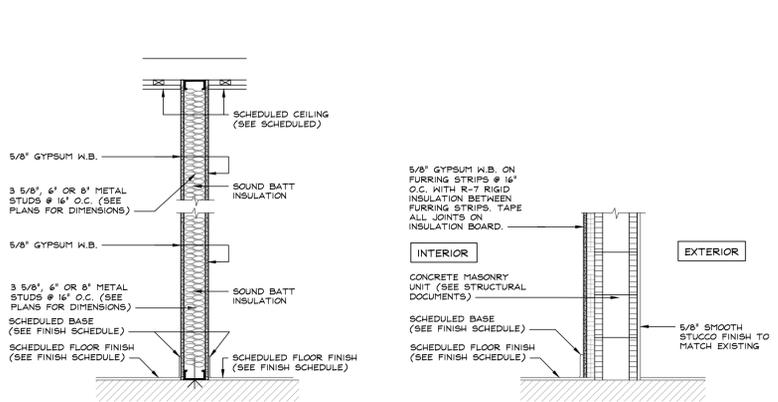 SCHEDULED CEILING
(SEE SCHEDULED)
5/8" GYPSUM W.B.
3 5/8", 6" OR 8" METAL
STUDS @ 16" O.C. (SEE
PLANS FOR DIMENSIONS)
SOUND BATT
INSULATION
5/8" GYPSUM W.B.
3 5/8", 6" OR 8" METAL
STUDS @ 16" O.C. (SEE
PLANS FOR DIMENSIONS)
SOUND BATT
INSULATION
SCHEDULED BASE
(SEE FINISH SCHEDULE)
SCHEDULED FLOOR FINISH
(SEE FINISH SCHEDULE)
SCHEDULED FLOOR FINISH
(SEE FINISH SCHEDULE)
5/8" GYPSUM W.B. ON
FURRING STRIPS @ 16"
O.C. WITH R-7 RIGID
INSULATION BETWEEN
FURRING STRIPS. TAPE
ALL JOINTS ON
INSULATION BOARD.
INTERIOR
EXTERIOR
CONCRETE MASONRY
UNIT (SEE STRUCTURAL
DOCUMENTS)
SCHEDULED BASE
(SEE FINISH SCHEDULE)
SCHEDULED FLOOR FINISH
(SEE FINISH SCHEDULE)
5/8" SMOOTH
STUCCO FINISH TO
MATCH EXISTING